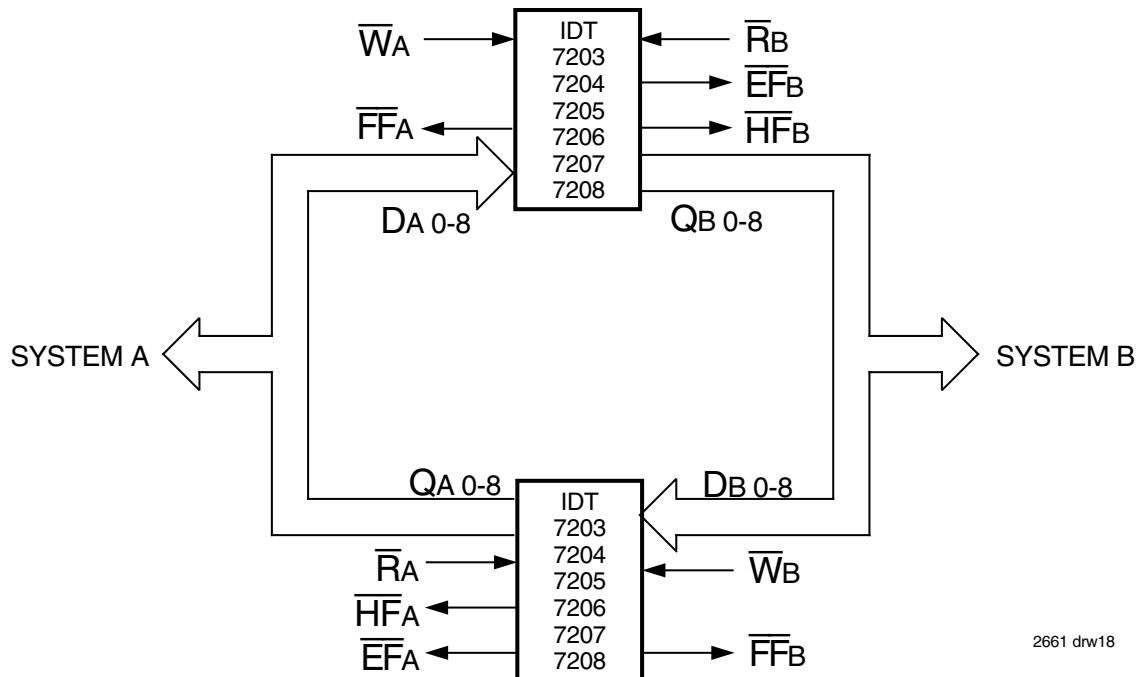 W̅A
IDT
7203
7204
7205
7206
7207
7208
R̅B
E̅F̅B
F̅F̅A
H̅F̅B
DA 0-8
QB 0-8
SYSTEM A
SYSTEM B
QA 0-8
IDT
7203
7204
7205
7206
7207
7208
DB 0-8
R̅A
W̅B
H̅F̅A
E̅F̅A
F̅F̅B
2661 drw18